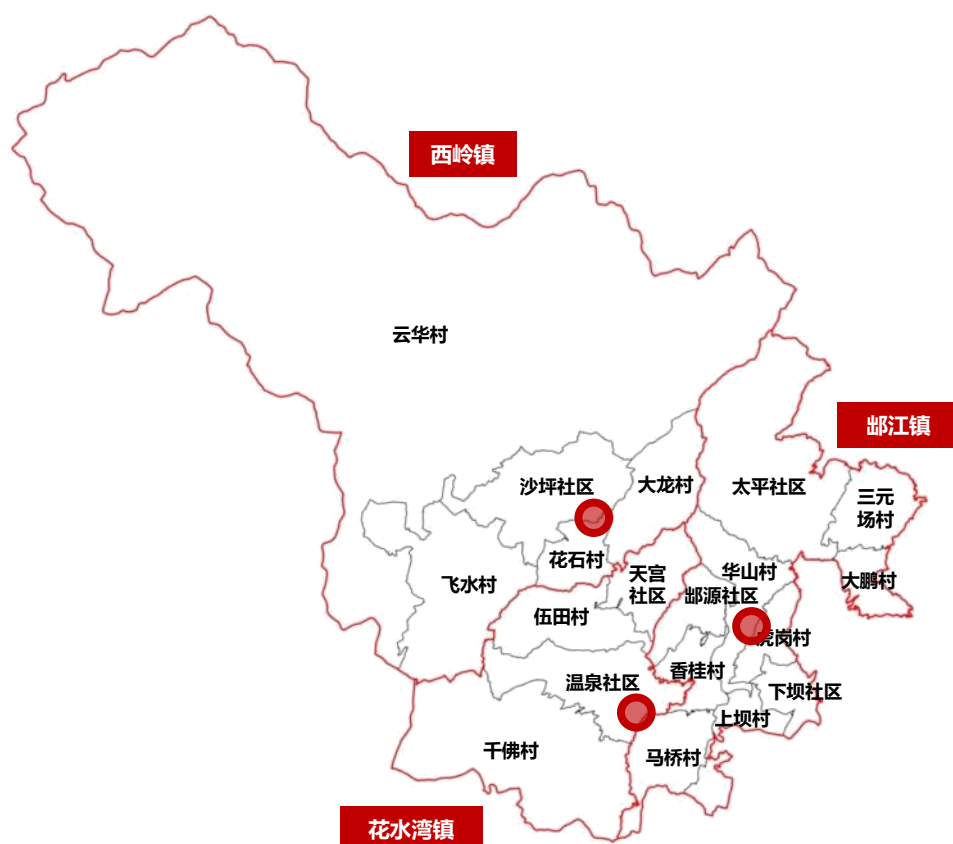 西岭镇
云华村
䢺江镇
沙坪社区
大龙村
太平社区
三元
场村
花石村
天宫
社区
华山村
大鹏村
飞水村
䢺源社区
伍田村
虎岗村
香桂村
温泉社区
下坝社区
上坝村
千佛村
马桥村
花水湾镇